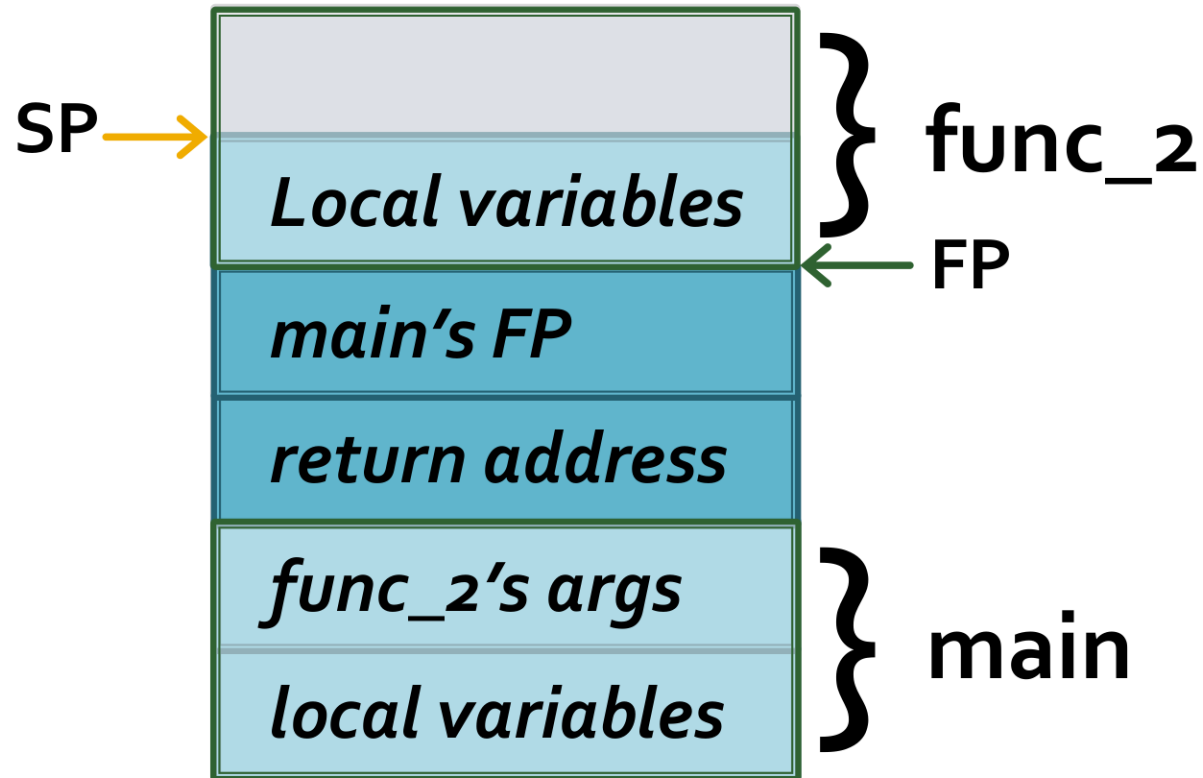 SP
Local variables
func_2
FP
main's FP
return address
func_2's args
main
local variables